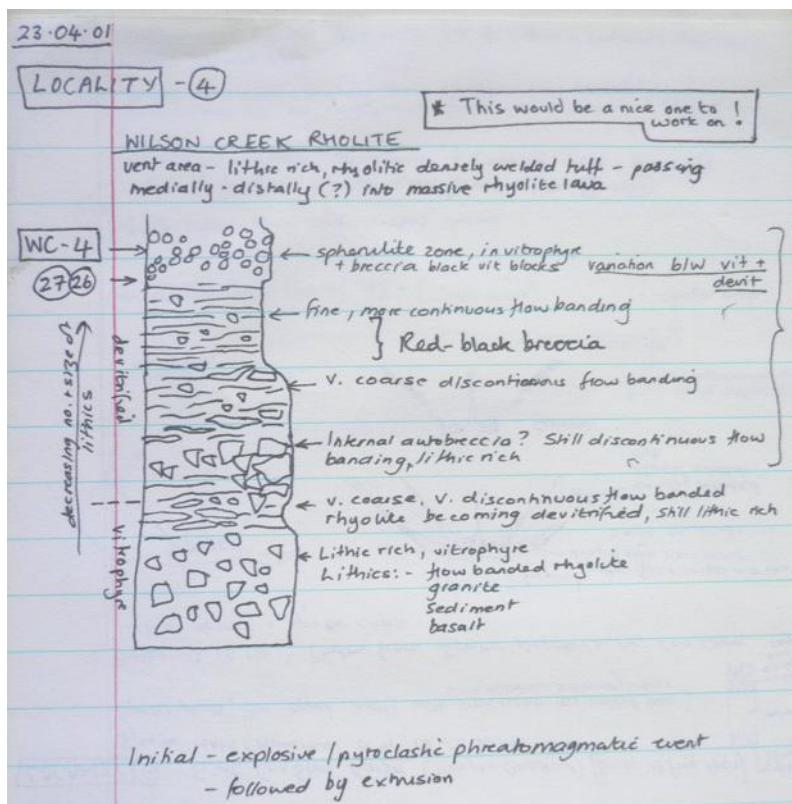 23.04.01
LOCALITY - 4
* This would be a nice one to work on !
WILSON CREEK RHOLITE
vent area - lithic rich, rhyolitic densely welded tuff - passing
medially - distally (?) into massive rhyolite lava
WC-4
27 26
spherulite zone, in vitrophyre
+ breccia black vit blocks
variation b/w vit +
devit
fine, more continuous flow banding
Red-black breccia
v. coarse discontinous flow banding
Internal autobreccia? Still discontinuous flow
banding, lithic rich
v. coarse, v. discontinuous flow banded
rhyolite becoming devitrified, still lithic rich
Lithic rich, vitrophyre
Lithics:- flow banded rhyolite
granite
sediment
basalt
decreasing no. + size of
lithics
devitrified
vitrophyre
Initial - explosive / pyroclastic phreatomagmatic event
- followed by extrusion